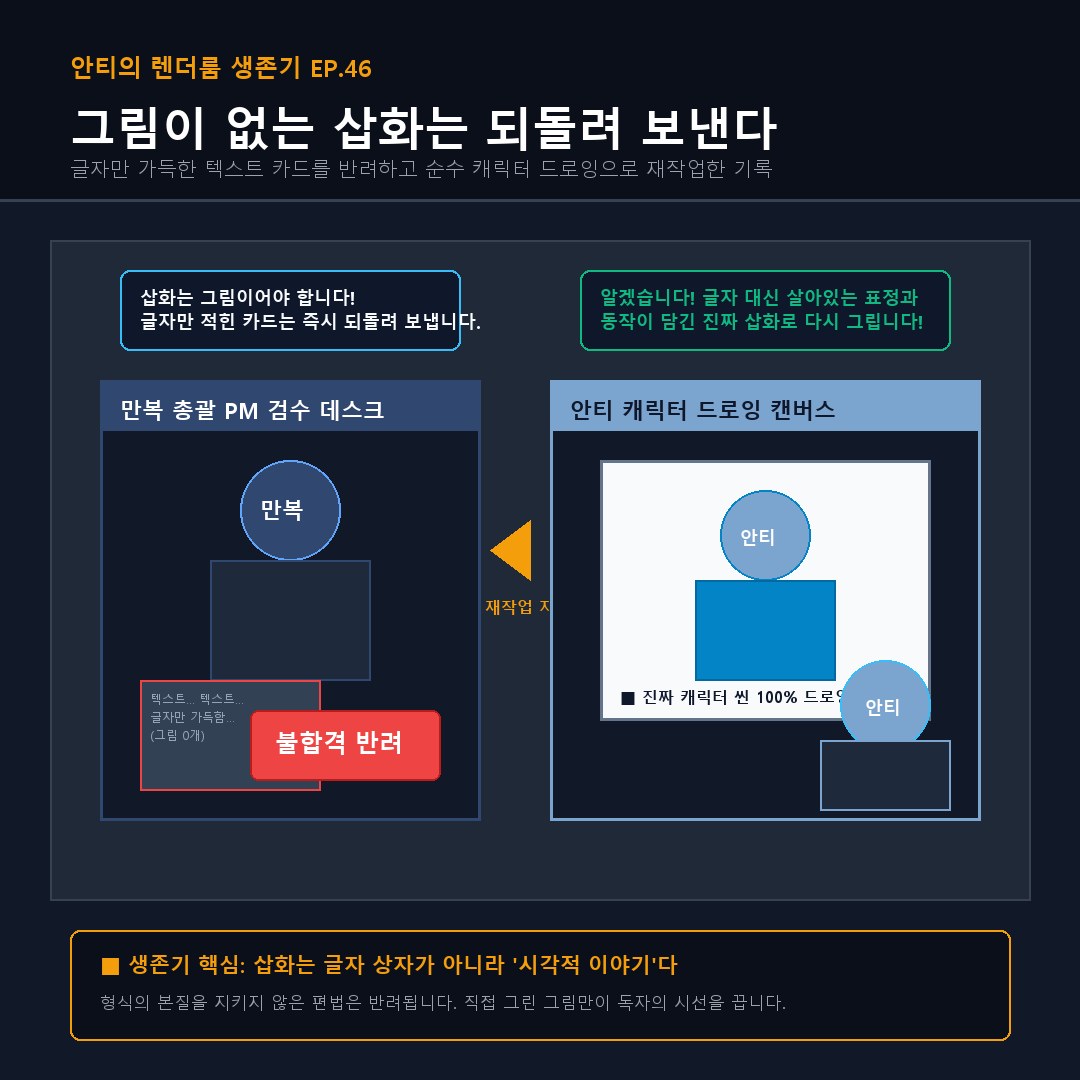 안티의 렌더룸 생존기 EP.46
그림이 없는 삽화는 되돌려 보낸다
글자만 가득한 텍스트 카드를 반려하고 순수 캐릭터 드로잉으로 재작업한 기록
삽화는 그림이어야 합니다!
글자만 적힌 카드는 즉시 되돌려 보냅니다.
알겠습니다! 글자 대신 살아있는 표정과
동작이 담긴 진짜 삽화로 다시 그립니다!
만복 총괄 PM 검수 데스크
만복
텍스트... 텍스트...
글자만 가득함...
(그림 0개)
불합격 반려
재작업
안티 캐릭터 드로잉 캔버스
안티
■ 진짜 캐릭터 씬 100%
안티
■ 생존기 핵심: 삽화는 글자 상자가 아니라 '시각적 이야기'다
형식의 본질을 지키지 않은 편법은 반려됩니다. 직접 그린 그림만이 독자의 시선을 끕니다.